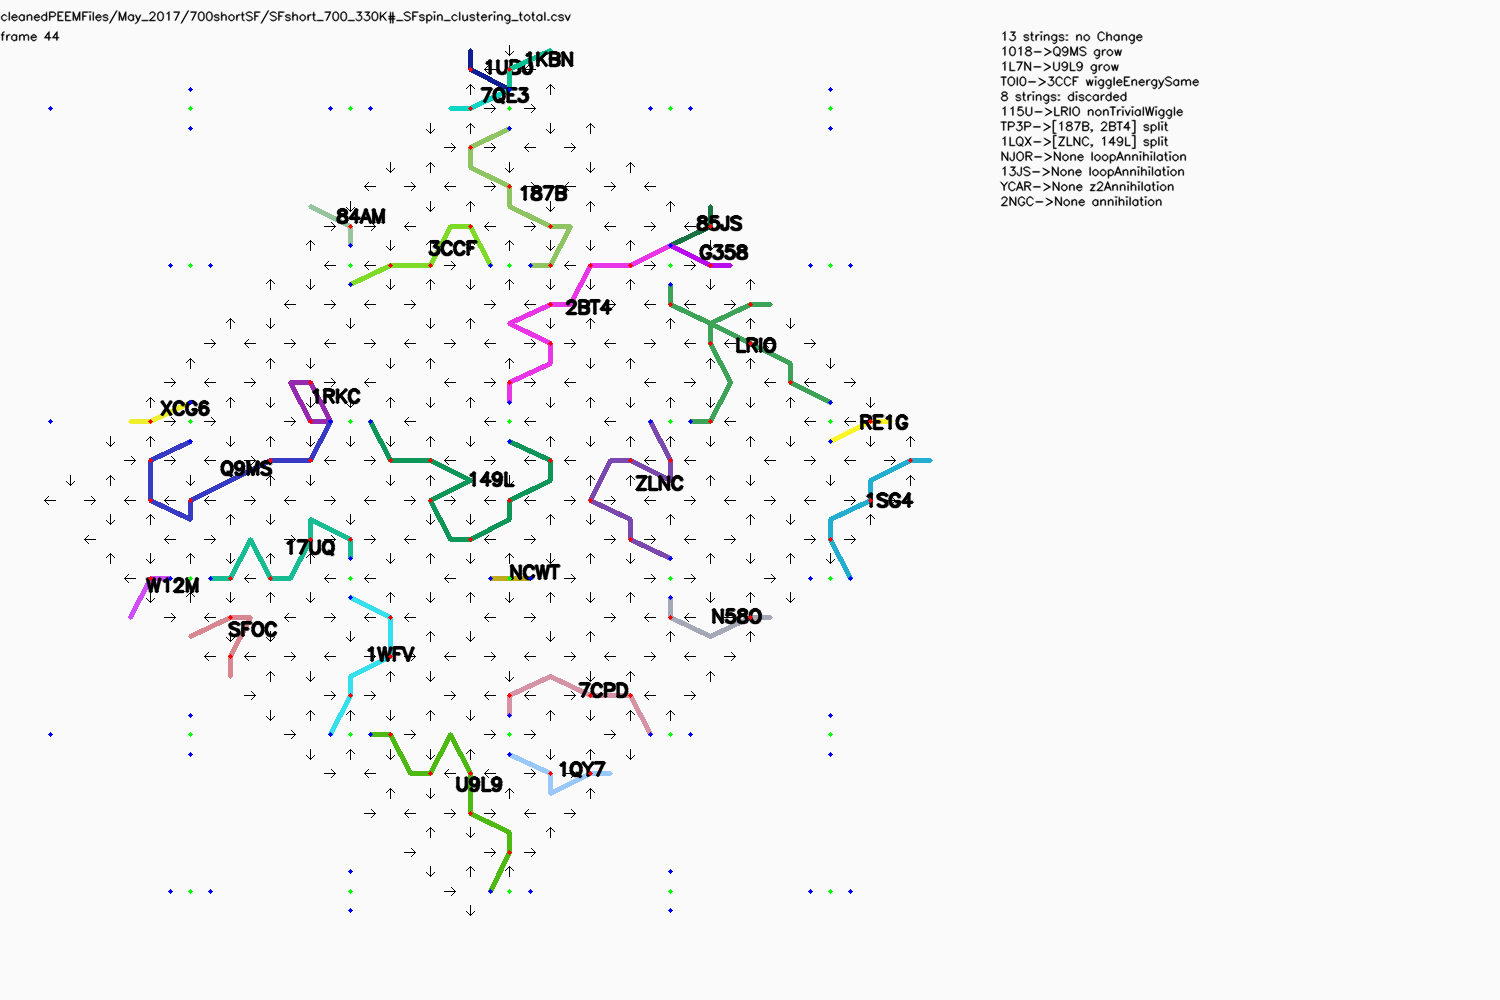 cleanedPEEMFiles/May_2017/700shortSF/SFshort_700_330K#_SFspin_clustering_total.csv
frame 44
13 strings: no Change
1018->Q9MS grow
1L7N->U9L9 grow
TOI0->3CCF wiggleEnergySame
8 strings: discarded
115U->LRIO nonTrivialWiggle
TP3P->[187B, 2BT4] split
1LQX->[ZLNC, 149L] split
NJOR->None loopAnnihilation
13JS->None loopAnnihilation
YCAR->None z2Annihilation
2NGC->None annihilation
1KBN
7QE3
187B
84AM
85JS
3CCF
G358
2BT4
LRIO
1RKC
XCG6
RE1G
Q9MS
149L
ZLNC
1SG4
17UQ
NCWT
W12M
N58O
SFOC
1WFV
7CPD
1QY7
U9L9